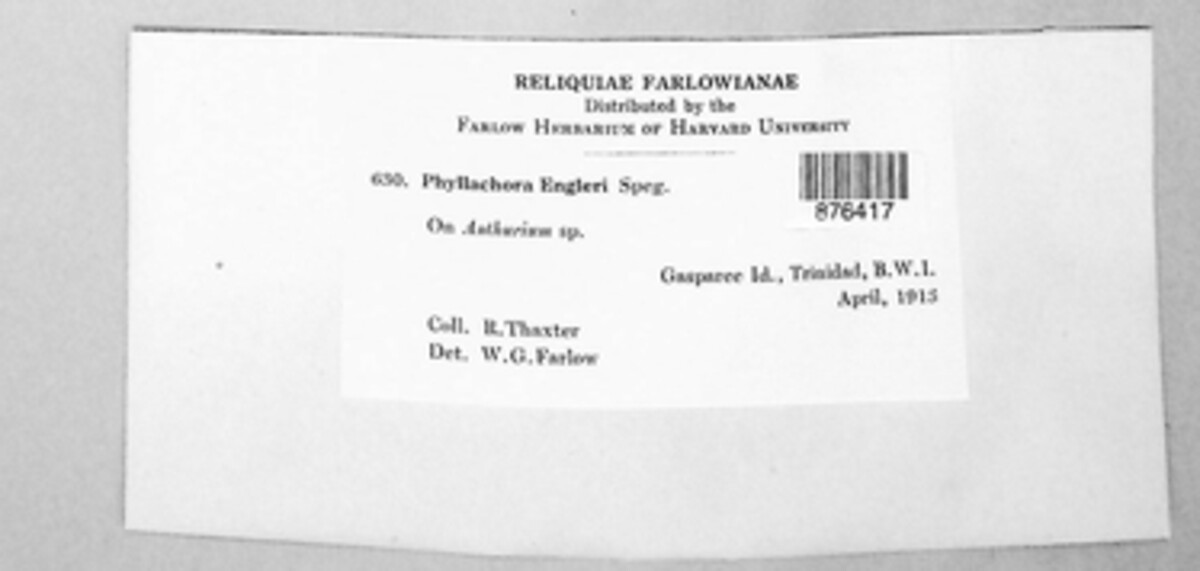 RELIQUIAE FARLOWIANAE
Distributed by the
FARLOW HERBARIUM OF HARVARD UNIVERSITY
630. Phyllachora Engleri Speg.
876417
On Anthurium sp.
Gasparee Id., Trinidad, B.W.I.
April, 1913
Coll. R.Thaxter
Det. W.G.Farlow